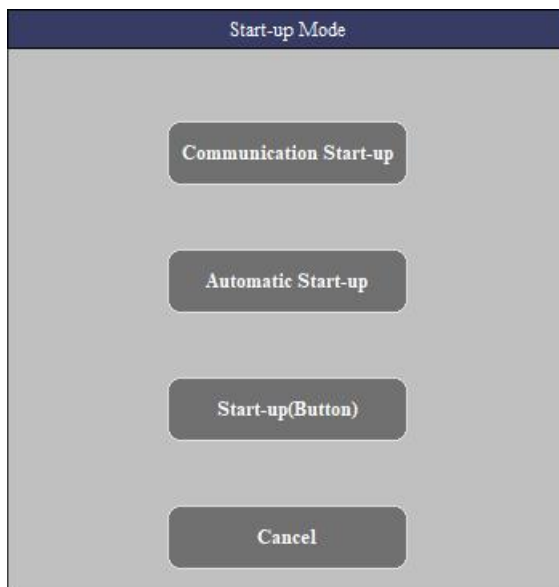 Start-up Mode
Communication Start-up
Automatic Start-up
Start-up(Button)
Cancel